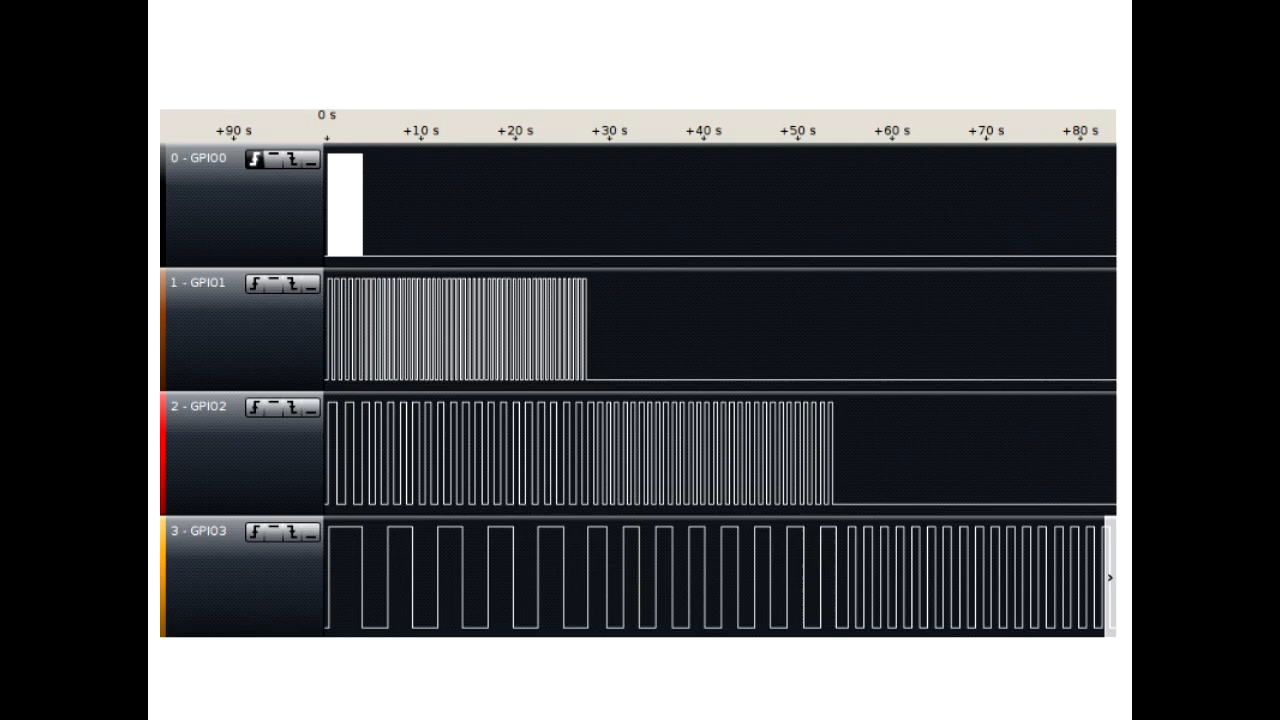 0 s
+90 s +10 s +20 s +30 s +40 s +50 s +60 s +70 s +80 s
0 - GPIO0
1 - GPIO1
2 - GPIO2
3 - GPIO3